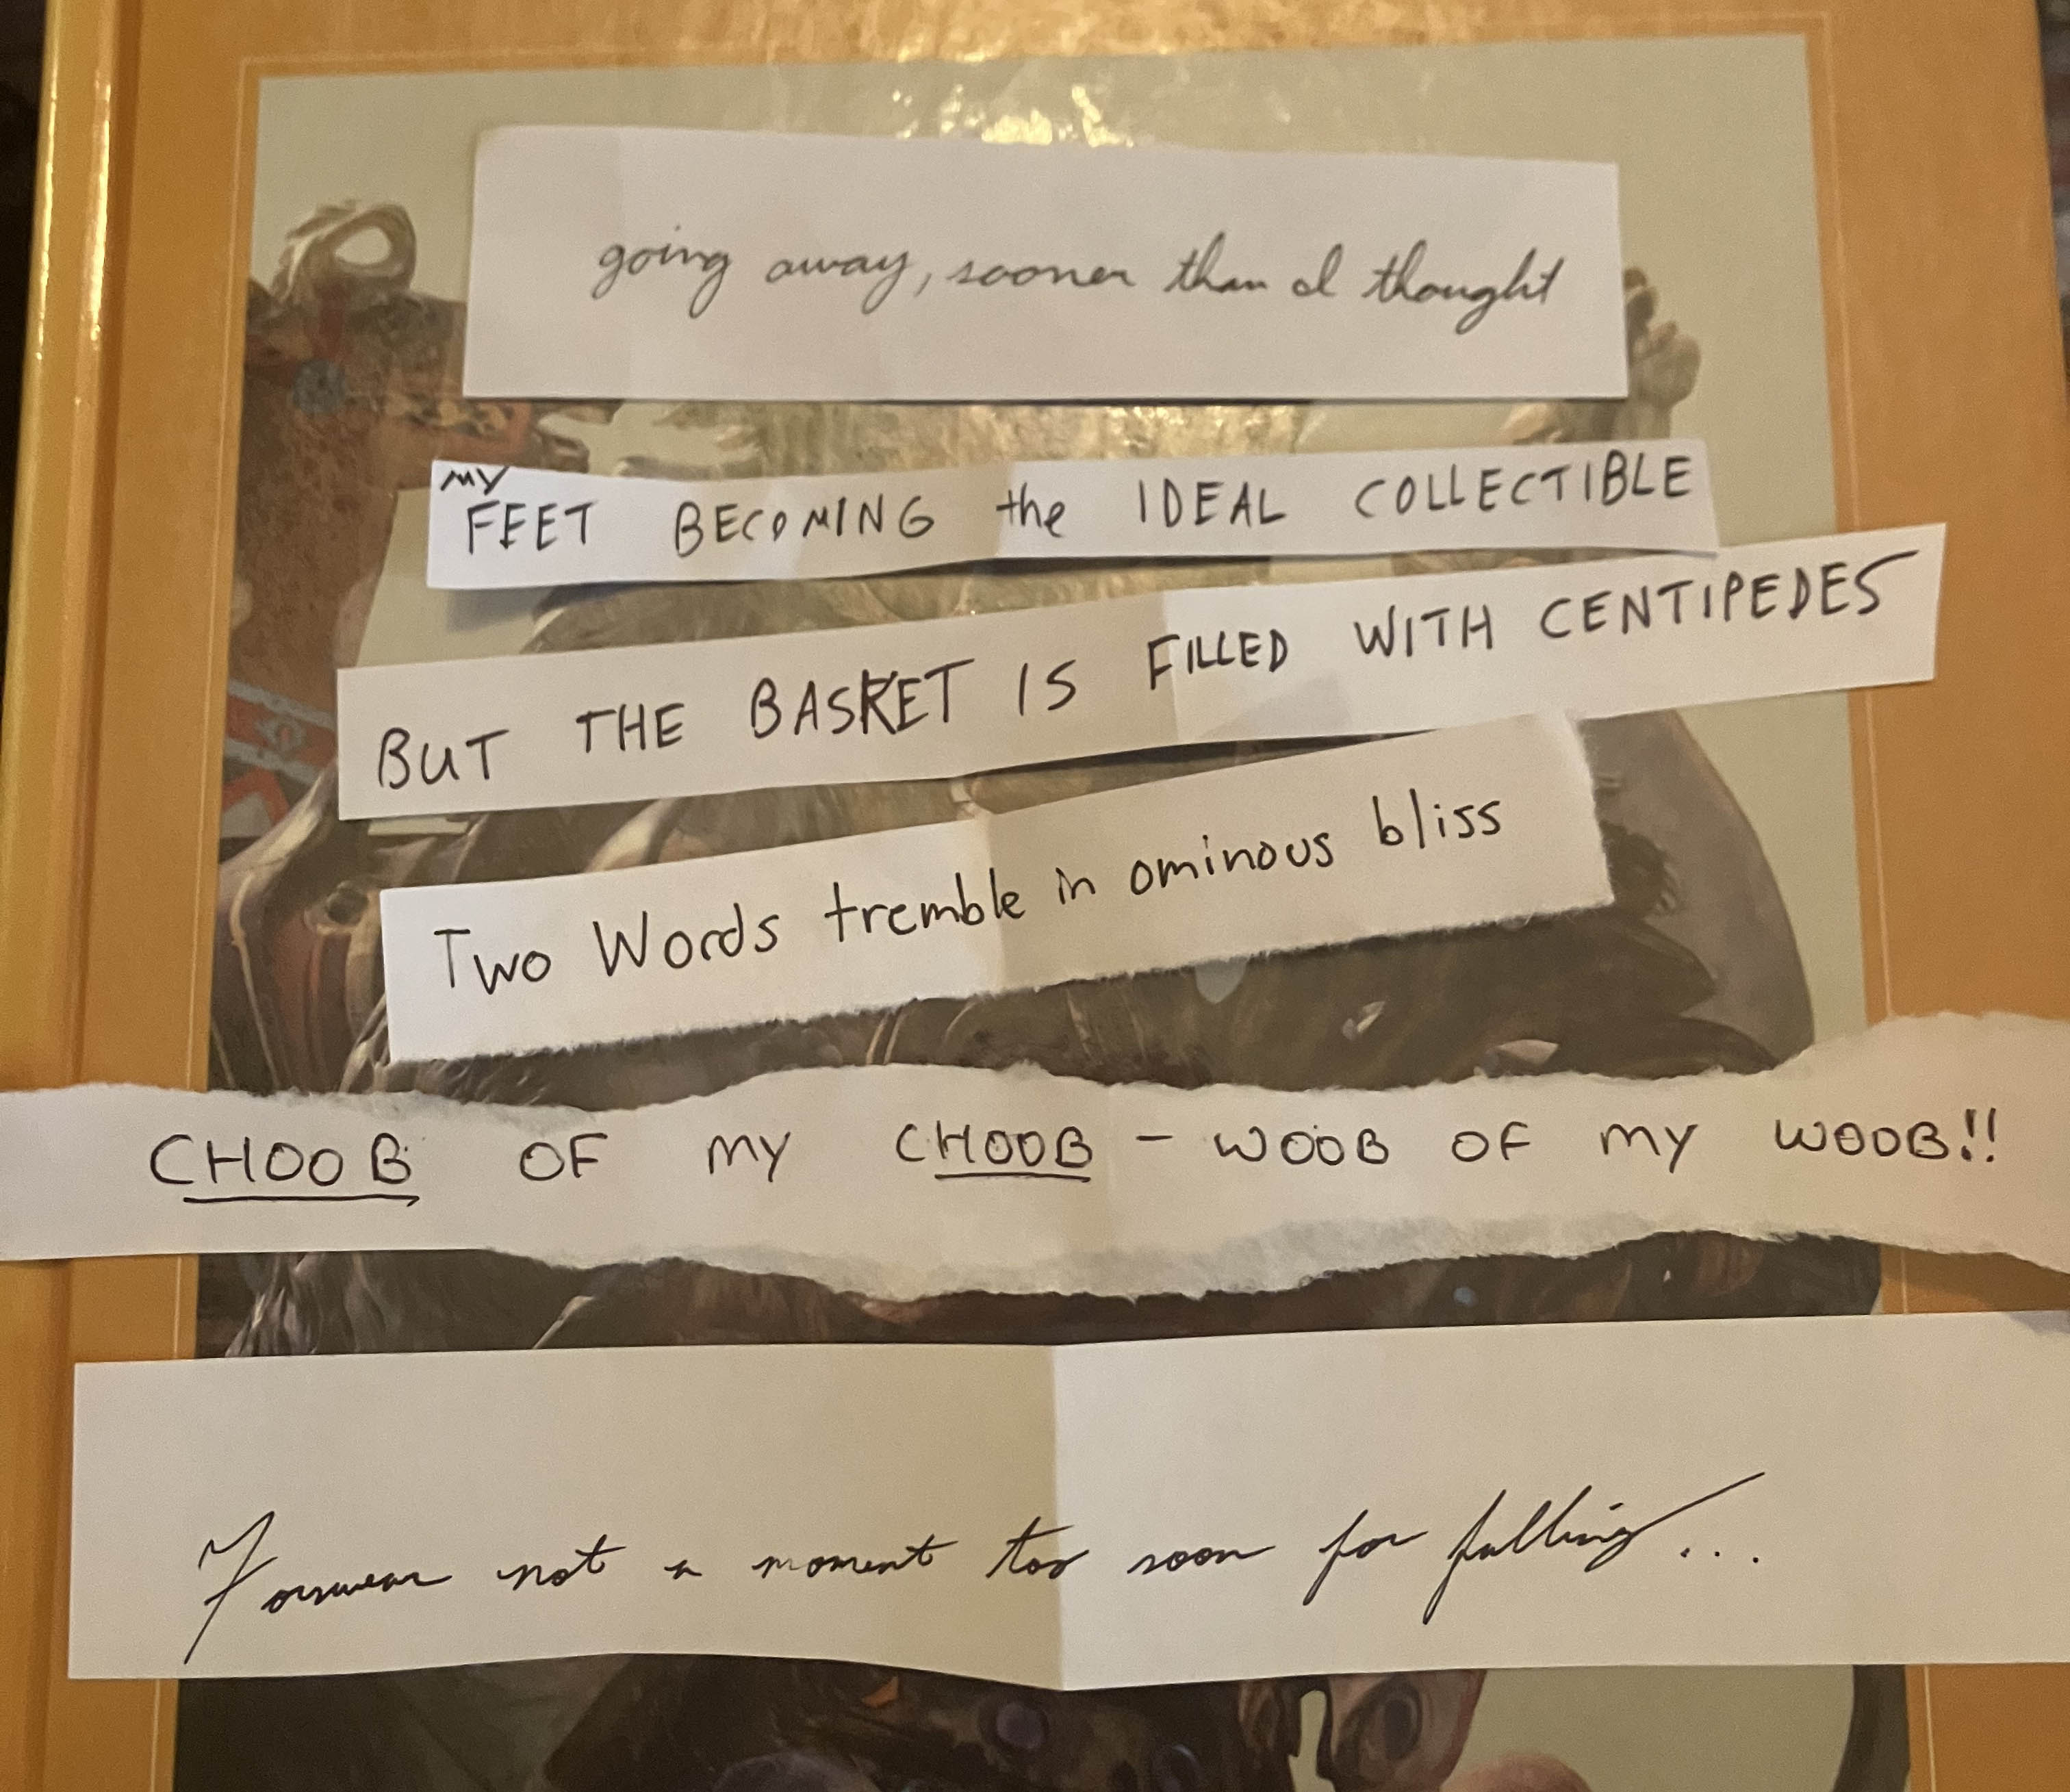 going away, sooner than I thought
MY FEET BECOMING the IDEAL COLLECTIBLE
BUT THE BASKET IS FILLED WITH CENTIPEDES
Two Words tremble in ominous bliss
CHOOB OF MY CHOOB - WOOB OF MY WOOB!!
Forswear not a moment too soon for falling...